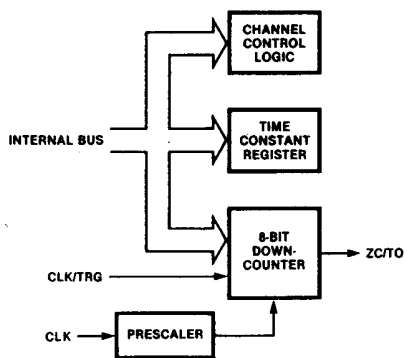 CHANNEL
CONTROL
LOGIC
INTERNAL BUS
TIME
CONSTANT
REGISTER
8-BIT
DOWN-
COUNTER
ZC/TO
CLK/TRG
CLK
PRESCALER